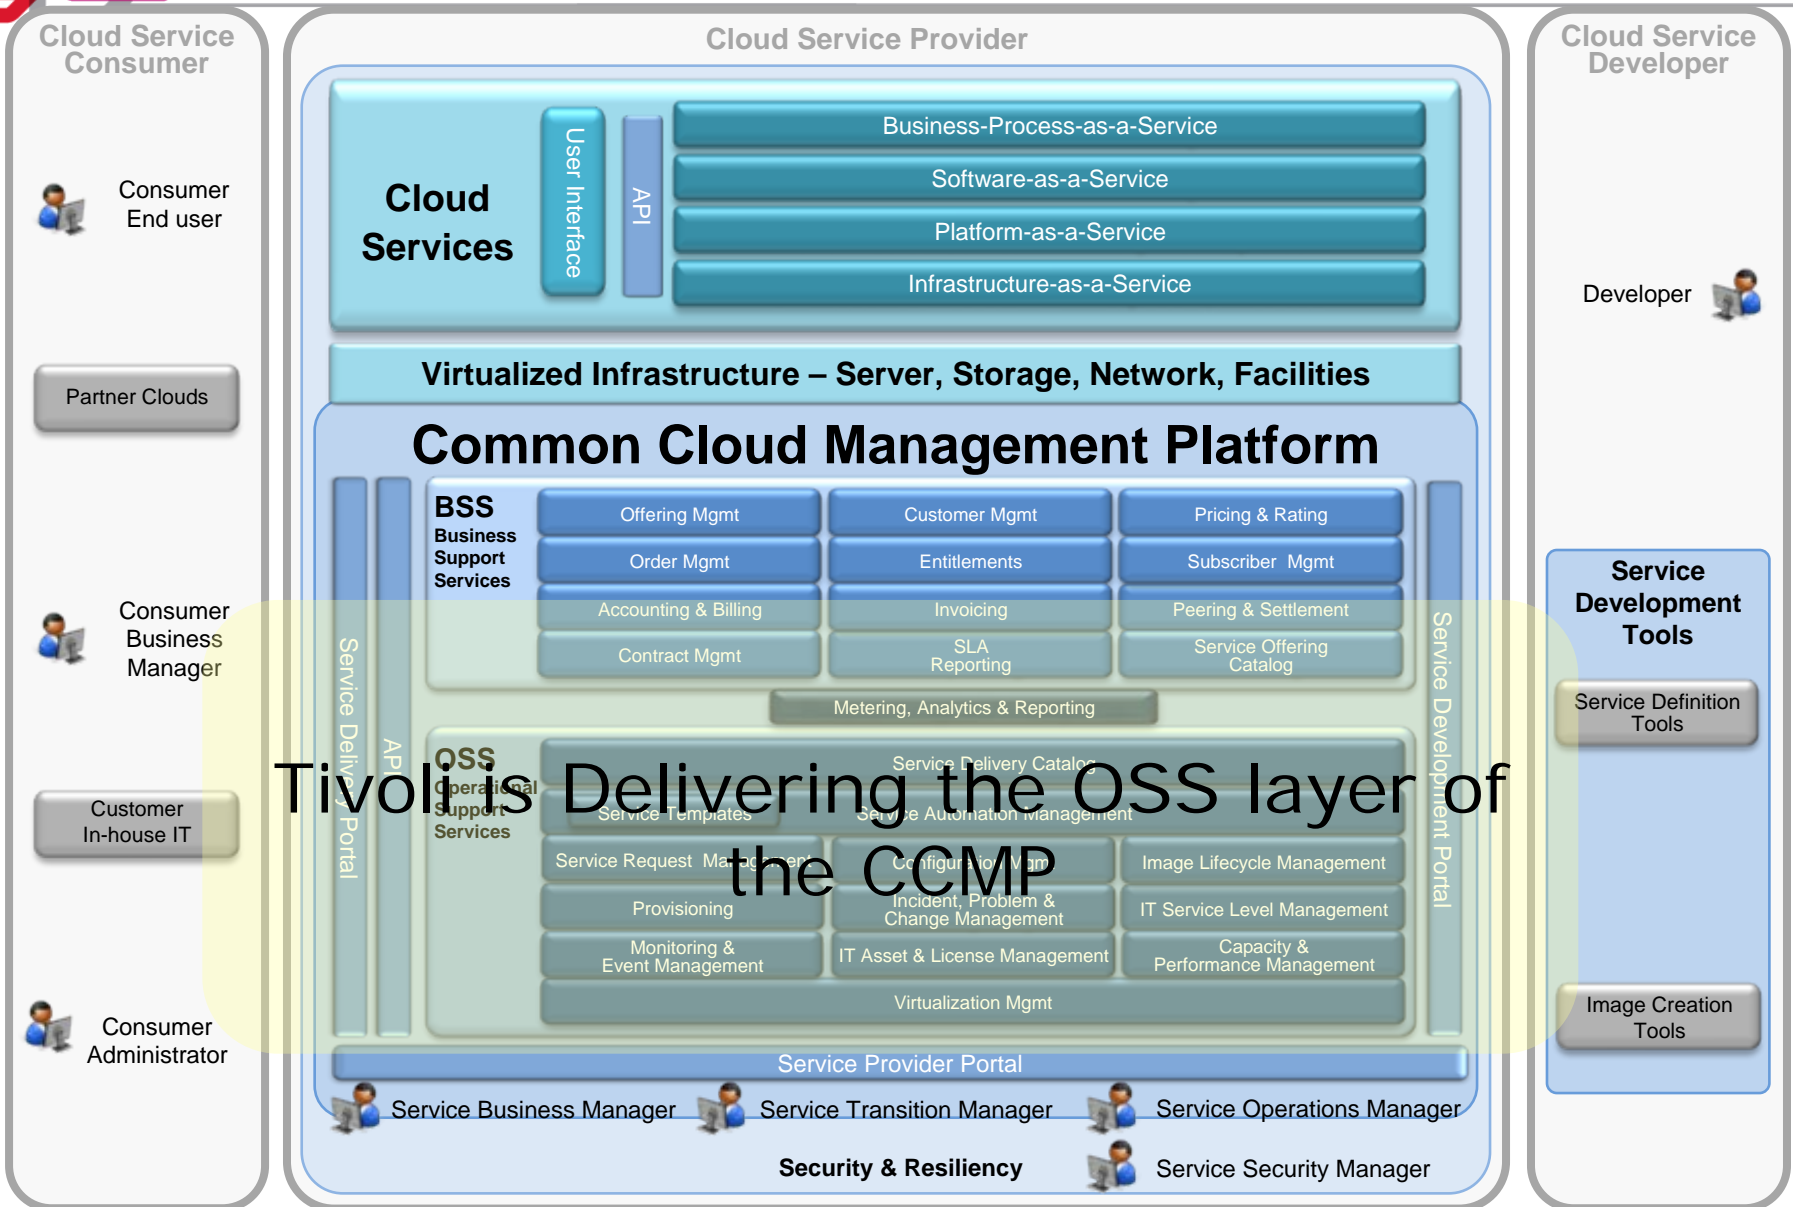 Cloud Service
Consumer
Consumer
End user
Partner Clouds
Consumer
Business
Manager
Customer
In-house IT
Consumer
Administrator
Cloud Service Provider
Cloud
Services
User Interface
API
Business-Process-as-a-Service
Software-as-a-Service
Platform-as-a-Service
Infrastructure-as-a-Service
Virtualized Infrastructure – Server, Storage, Network, Facilities
Common Cloud Management Platform
Service Delivery Portal
API
BSS
Business
Support
Services
Offering Mgmt
Customer Mgmt
Pricing & Rating
Order Mgmt
Entitlements
Subscriber Mgmt
Accounting & Billing
Invoicing
Peering & Settlement
Contract Mgmt
SLA
Reporting
Service Offering
Catalog
Metering, Analytics & Reporting
OSS
Operational
Support
Services
Service Delivery Catalog
Service Templates
Service Automation Management
Service Request Management
Configuration Mgmt
Image Lifecycle Management
Provisioning
Incident, Problem &
Change Management
IT Service Level Management
Monitoring &
Event Management
IT Asset & License Management
Capacity &
Performance Management
Virtualization Mgmt
Service Development Portal
Tivoli is Delivering the OSS layer of
the CCMP
Service Provider Portal
Service Business Manager
Service Transition Manager
Service Operations Manager
Security & Resiliency
Service Security Manager
Cloud Service
Developer
Developer
Service
Development
Tools
Service Definition
Tools
Image Creation
Tools